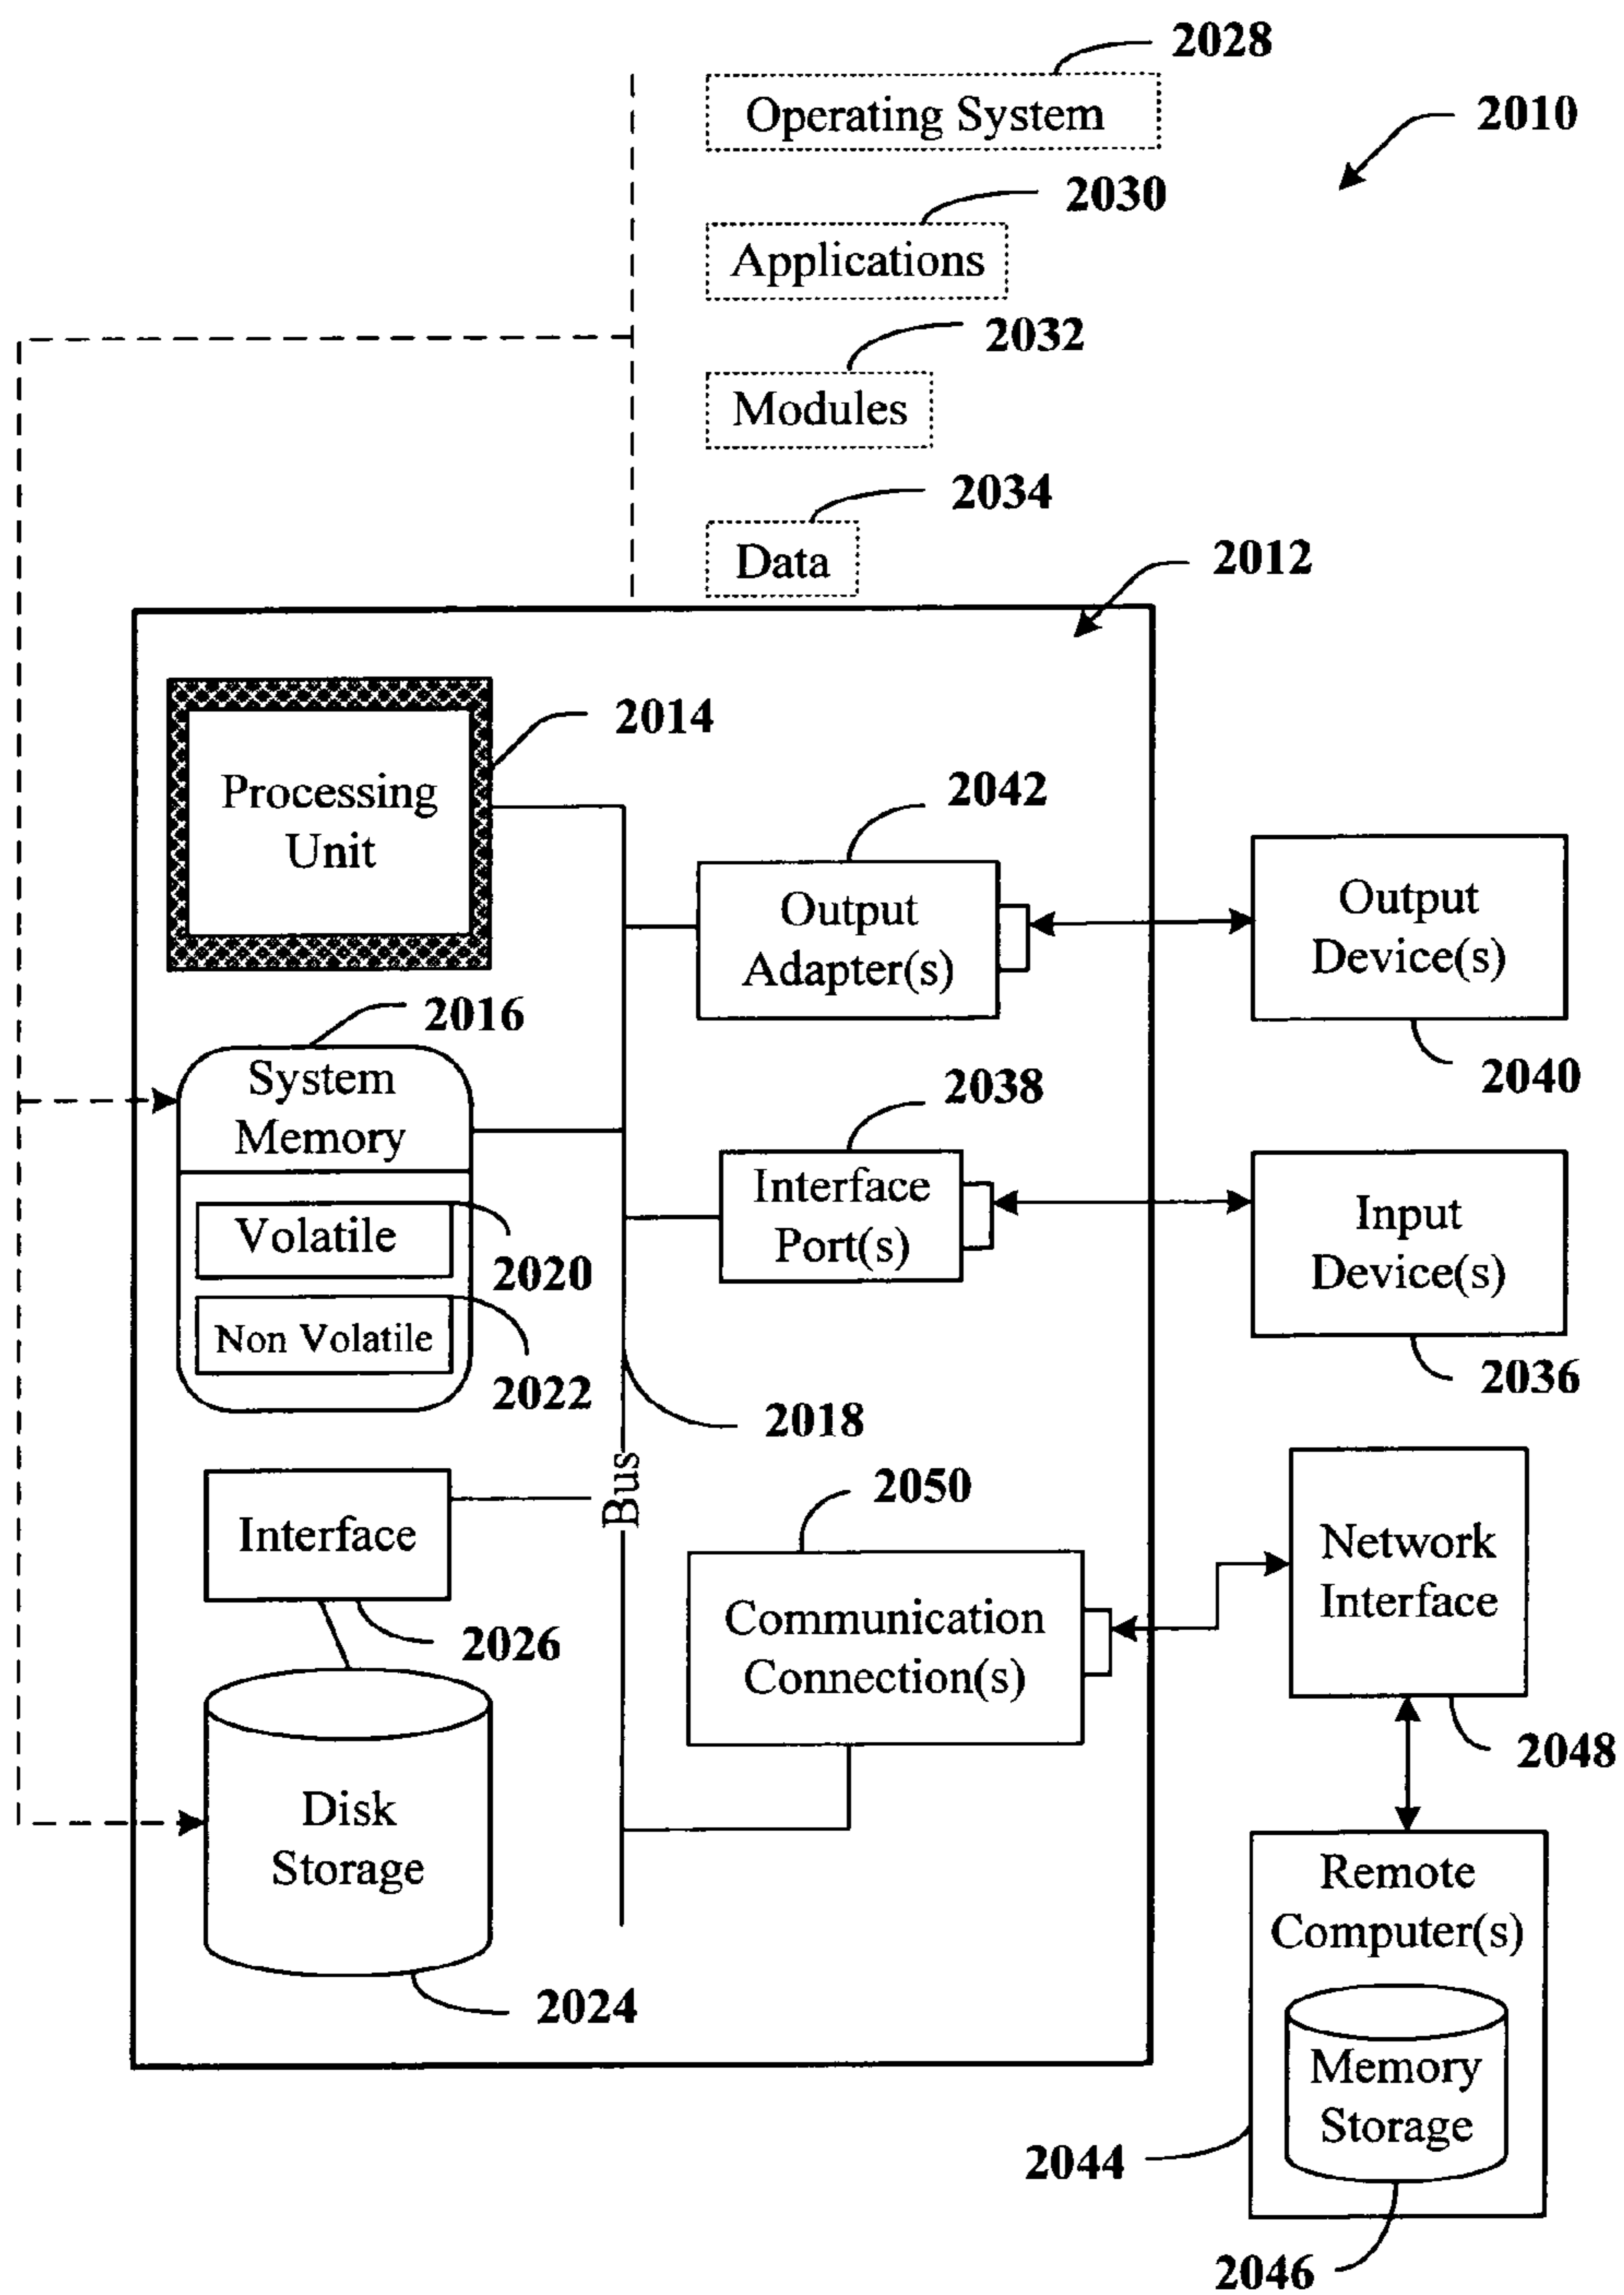 2028
Operating System
2010
2030
Applications
2032
Modules
2034
Data
2012
2014
Processing
Unit
2042
Output
Adapter(s)
Output
Device(s)
2040
2016
System
Memory
2038
Interface
Port(s)
Input
Device(s)
2036
Volatile
2020
Non Volatile
2022
2018
Bus
Interface
2026
2050
Communication
Connection(s)
Network
Interface
2048
Disk
Storage
2024
Remote
Computer(s)
Memory
Storage
2044
2046